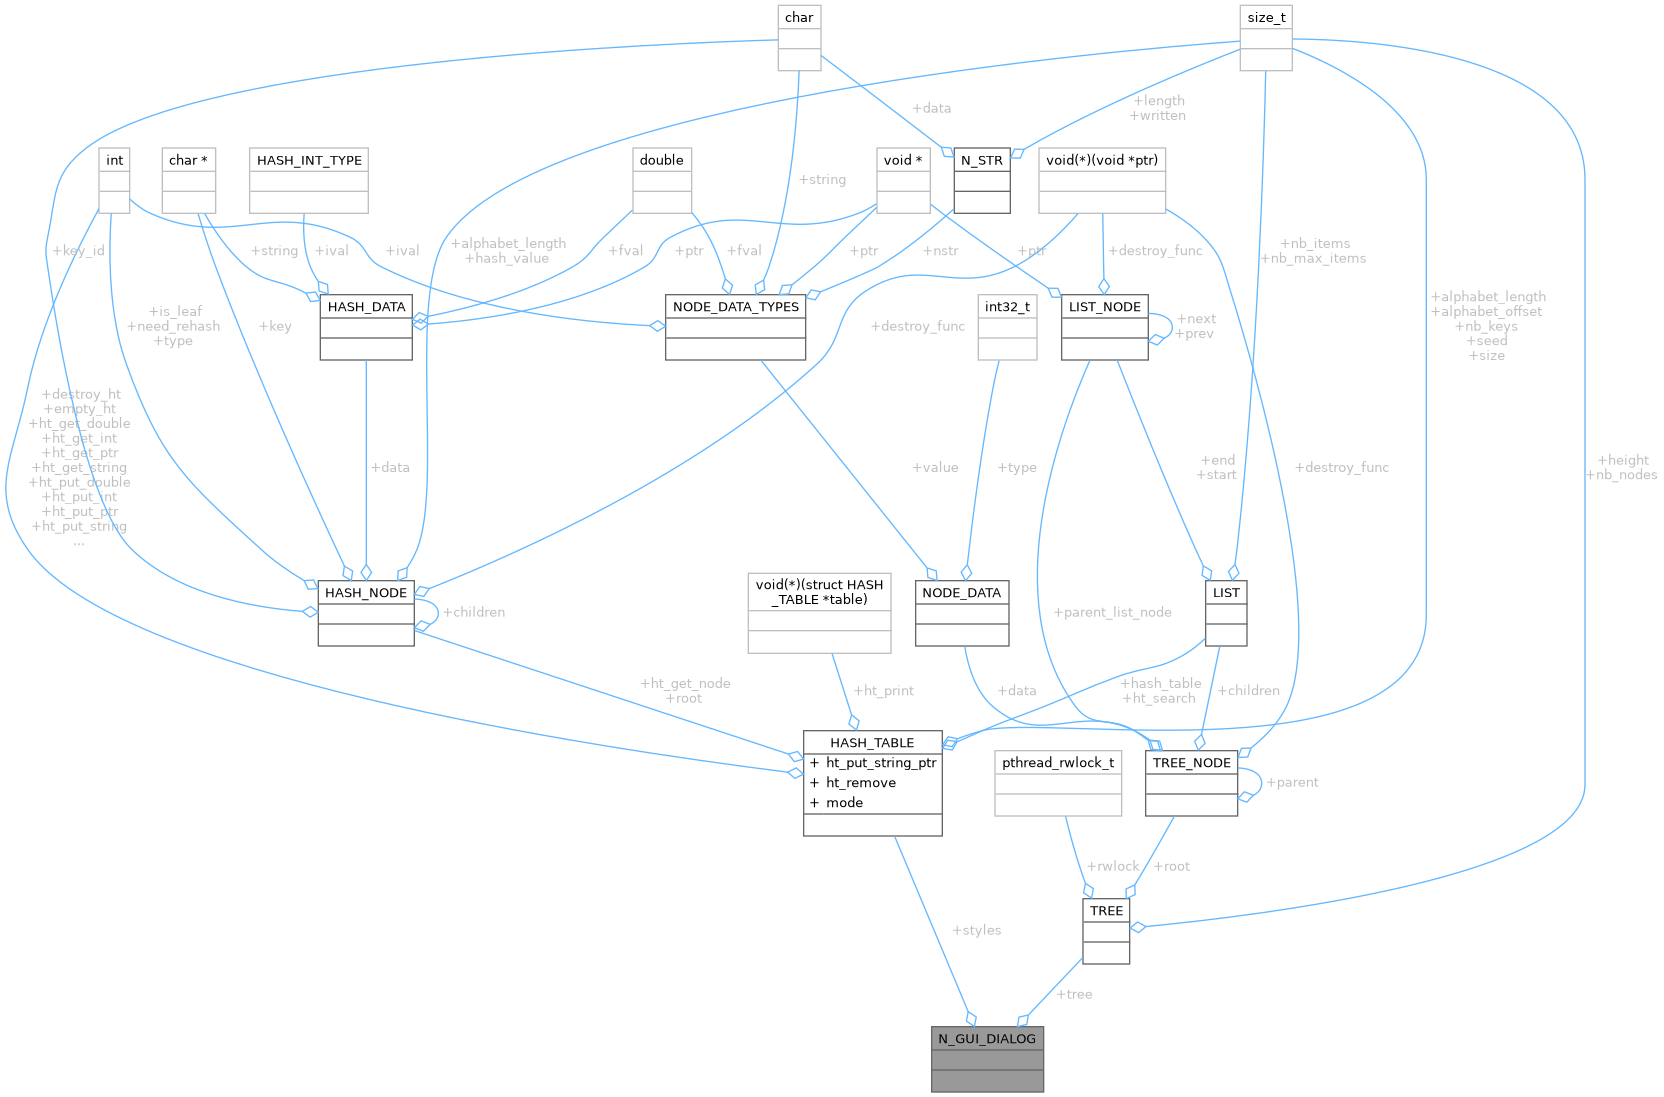 char
size_t
+length
+written
+data
int
char *
HASH_INT_TYPE
double
void *
N_STR
void(*)(void *ptr)
+string
+key_id
+string
+ival
+ival
+alphabet_length
+hash_value
+fval
+ptr
+fval
+ptr
+nstr
+ptr
+destroy_func
+nb_items
+nb_max_items
HASH_DATA
NODE_DATA_TYPES
int32_t
LIST_NODE
+next
+prev
+is_leaf
+need_rehash
+type
+key
+destroy_func
+alphabet_length
+alphabet_offset
+nb_keys
+seed
+size
+destroy_ht
+empty_ht
+ht_get_double
+ht_get_int
+ht_get_ptr
+ht_get_string
+ht_put_double
+ht_put_int
+ht_put_ptr
+ht_put_string
...
+data
+value
+type
+end
+start
+destroy_func
+height
+nb_nodes
HASH_NODE
+children
void(*)(struct HASH
_TABLE *table)
NODE_DATA
+parent_list_node
LIST
+ht_get_node
+root
+ht_print
+data
+hash_table
+ht_search
+children
HASH_TABLE
+ ht_put_string_ptr
+ ht_remove
+ mode
pthread_rwlock_t
TREE_NODE
+parent
+rwlock
+root
+styles
TREE
+tree
N_GUI_DIALOG